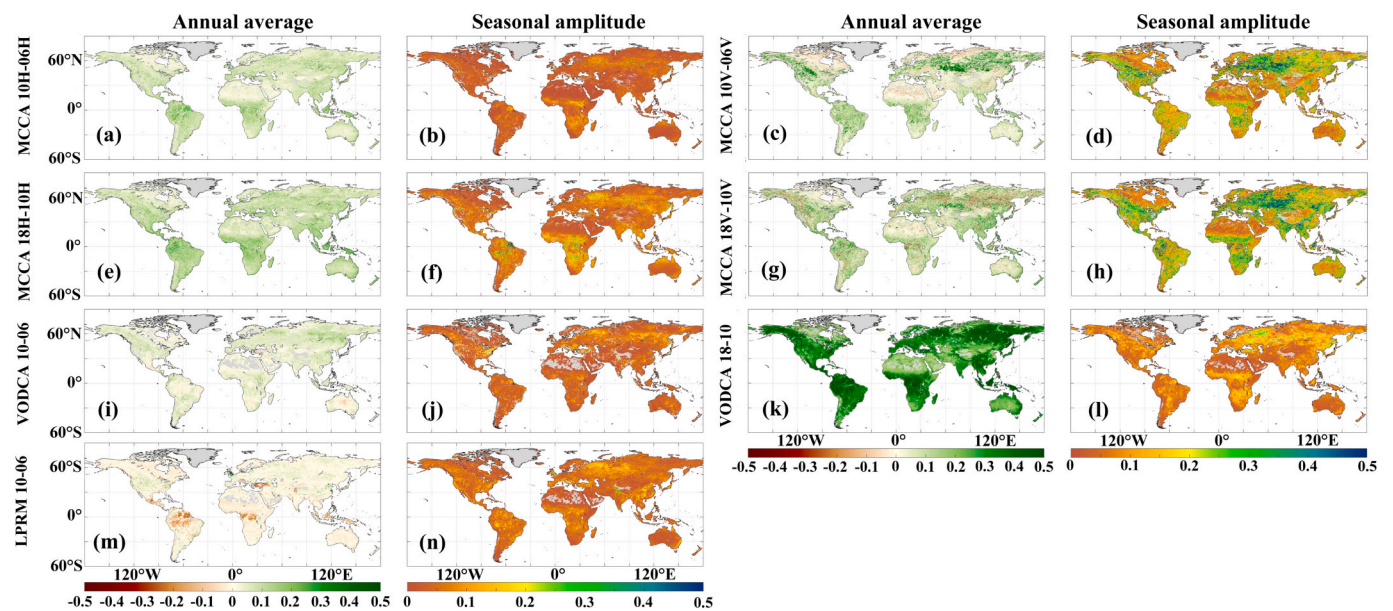 Annual average Seasonal amplitude Annual average Seasonal amplitude
MCCA 10H-06H 60°N 0° 60°S (a) (b) MCCA 10V-06V (c) (d)
MCCA 18H-10H 60°N 0° 60°S (e) (f) MCCA 18V-10V (g) (h)
VODCA 10-06 60°N 0° 60°S (i) (j) VODCA 18-10 (k) (l)
120°W 0° 120°E 120°W 0° 120°E
-0.5 -0.4 -0.3 -0.2 -0.1 0 0.1 0.2 0.3 0.4 0.5 0 0.1 0.2 0.3 0.4 0.5
LPRM 10-06 60°N 0° 60°S (m) (n)
120°W 0° 120°E 120°W 0° 120°E
-0.5 -0.4 -0.3 -0.2 -0.1 0 0.1 0.2 0.3 0.4 0.5 0 0.1 0.2 0.3 0.4 0.5